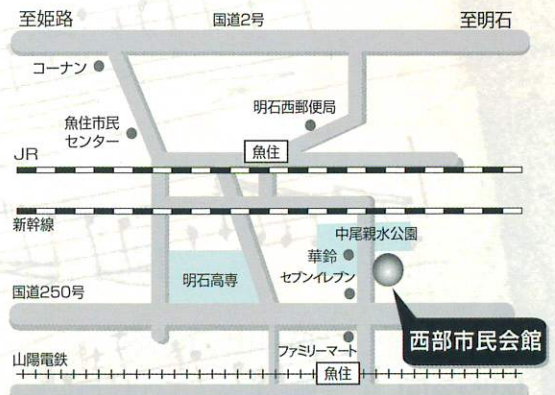 至姫路
国道2号
至明石
コーナン
明石西郵便局
魚住市民
センター
魚住
JR
新幹線
中尾親水公園
華鈴
セブンイレブン
明石高専
国道250号
西部市民会館
ファミリーマート
山陽電鉄
魚住